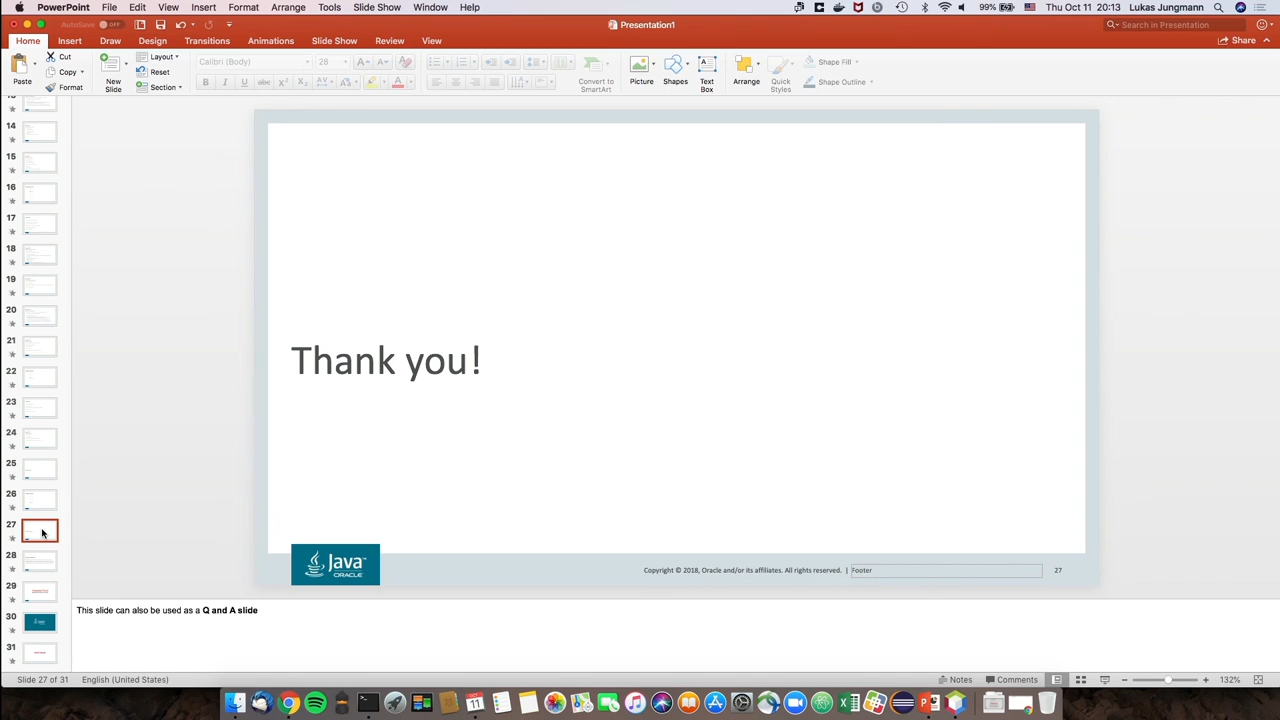 PowerPoint File Edit View Insert Format Arrange Tools Slide Show Window Help 99% Thu Oct 11 20:13 Lukas Jungmann
AutoSave OFF Presentation1 Search in Presentation
Home Insert Draw Design Transitions Animations Slide Show Review View Share
Paste Cut Copy Format New Slide Layout Reset Section
Calibri (Body) 28
B I U abc
Convert to SmartArt Picture Shapes Text Box Arrange Quick Styles Shape Fill Shape Outline
14
15
16
17
18
19
20
21
22
23
24
25
26
27
28
29
30
31
Thank you!
Java
ORACLE
Copyright © 2018, Oracle and/or its affiliates. All rights reserved. | Footer 27
This slide can also be used as a Q and A slide
Slide 27 of 31 English (United States) Notes Comments 132%